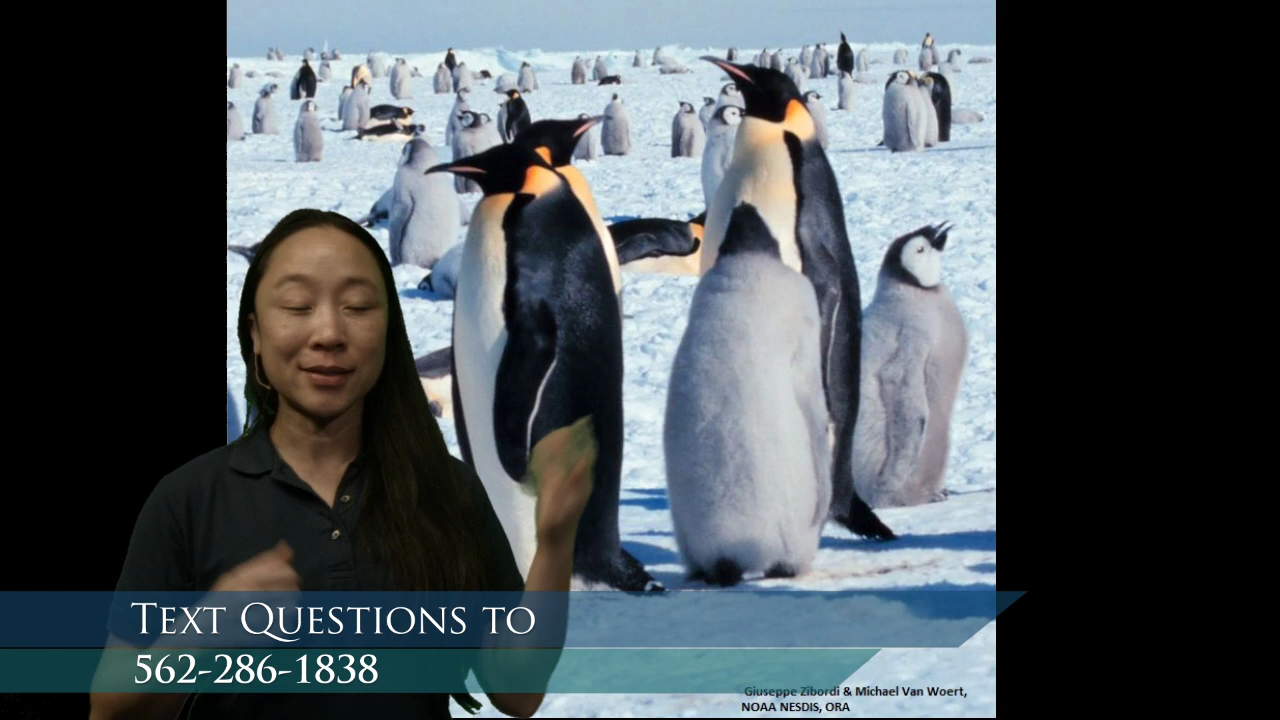 Text Questions to
562-286-1838
Giuseppe Zibordi & Michael Van Woert,
NOAA NESDIS, ORA